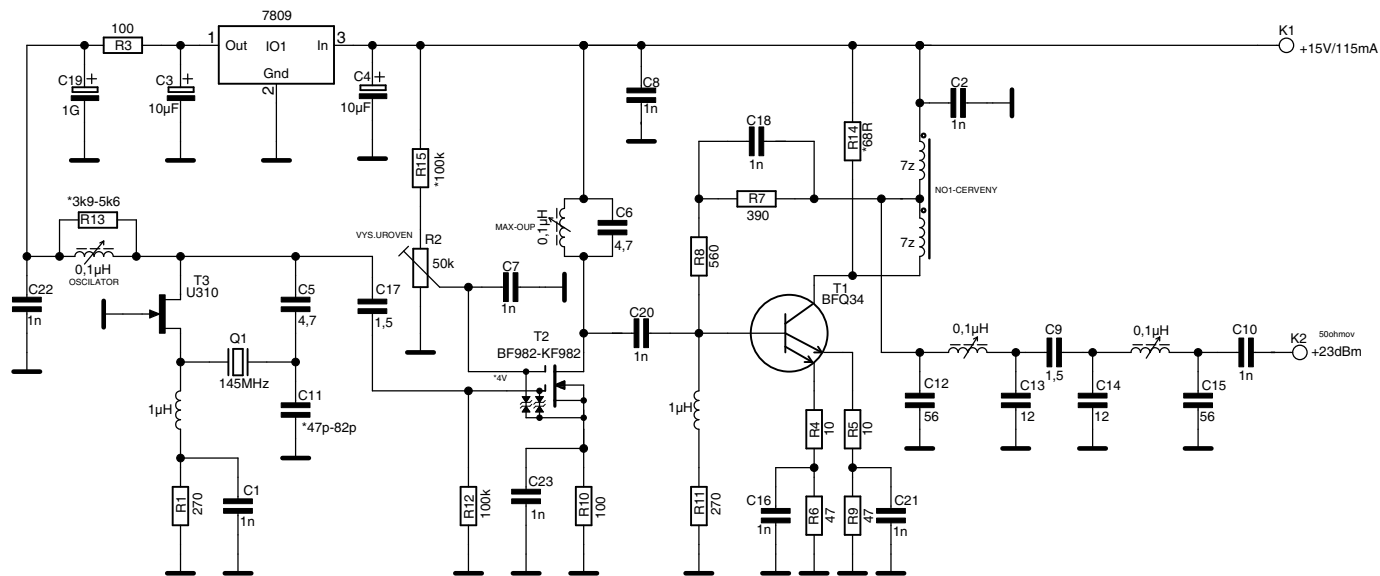 7809
100
R3
1
Out
IO1
In
3
Gnd
2
K1
+15V/115mA
C19
+
1G
C3
+
10µF
C4
+
10µF
C8
1n
C2
1n
R15
*100k
C18
1n
R14
*68R
7z
NO1-CERVENY
7z
R7
390
*3k9-5k6
R13
0,1µH
OSCILATOR
VYS.UROVEN
R2
50k
MAX-OUP
0,1µH
C6
4,7
R8
560
C22
1n
T3
U310
C5
4,7
C17
1,5
C7
1n
T1
BFQ34
Q1
145MHz
T2
BF982-KF982
*4V
C20
1n
C11
*47p-82p
1µH
1µH
0,1µH
C9
1,5
0,1µH
C10
1n
K2
50ohmov
+23dBm
C12
56
C13
12
C14
12
C15
56
R4
10
R5
10
R1
270
C1
1n
R12
100k
C23
1n
R10
100
R11
270
C16
1n
R6
47
R9
47
C21
1n